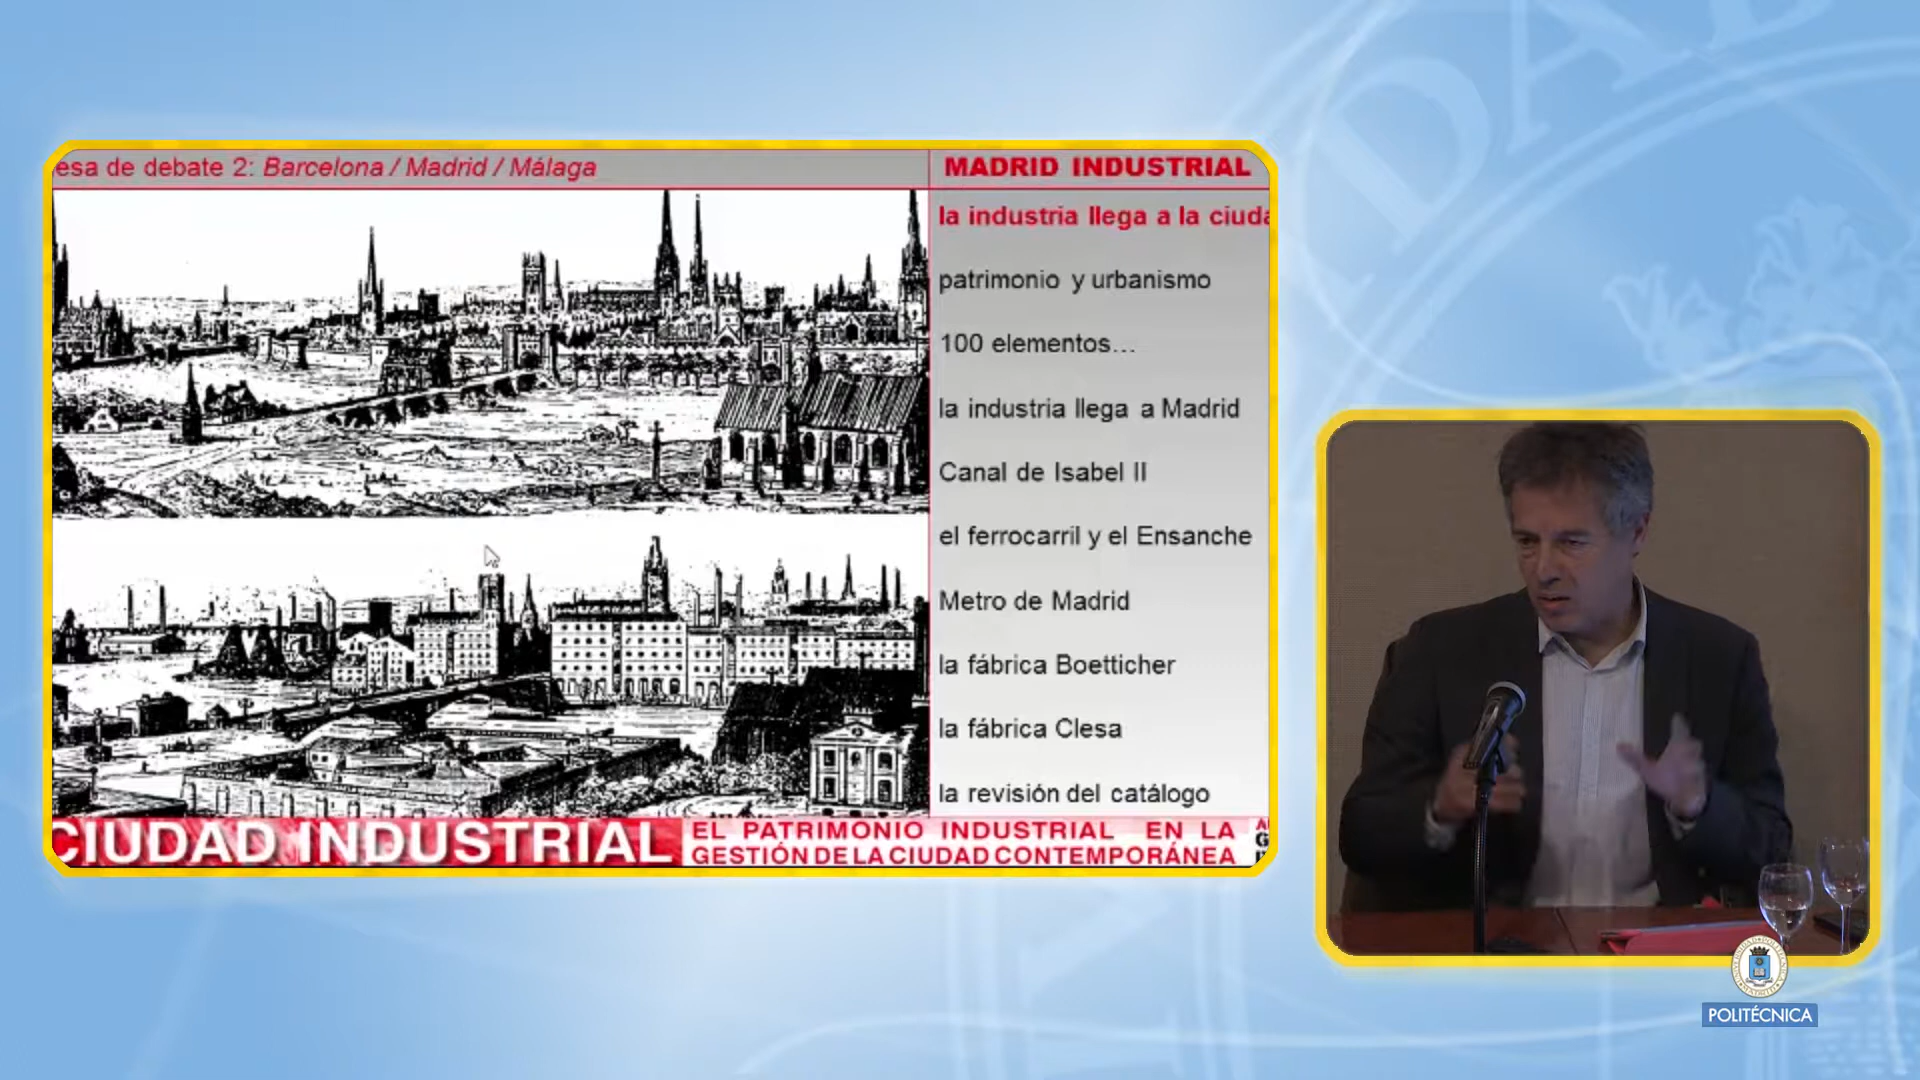 esa de debate 2: Barcelona / Madrid / Málaga
MADRID INDUSTRIAL
la industria llega a la ciuda
patrimonio y urbanismo
100 elementos...
la industria llega a Madrid
Canal de Isabel II
el ferrocarril y el Ensanche
Metro de Madrid
la fábrica Boetticher
la fábrica Clesa
la revisión del catálogo
CIUDAD INDUSTRIAL
EL PATRIMONIO INDUSTRIAL EN LA
GESTIÓN DE LA CIUDAD CONTEMPORÁNEA
POLITÉCNICA